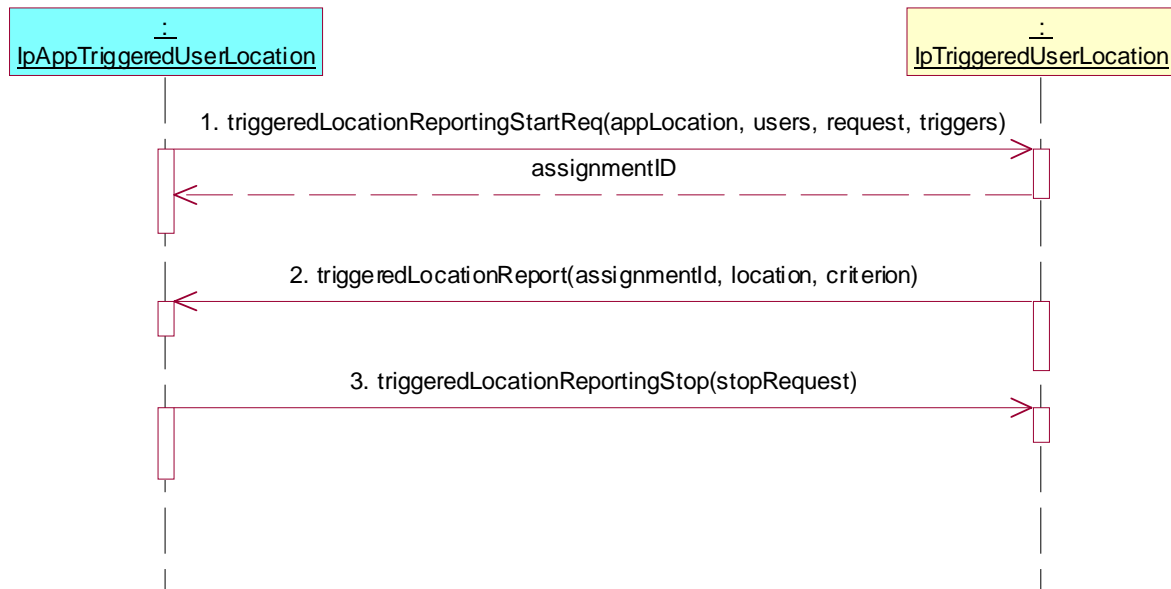 :
IpAppTriggeredUserLocation
:
IpTriggeredUserLocation
1. triggeredLocationReportingStartReq(appLocation, users, request, triggers)
assignmentID
2. triggeredLocationReport(assignmentId, location, criterion)
3. triggeredLocationReportingStop(stopRequest)